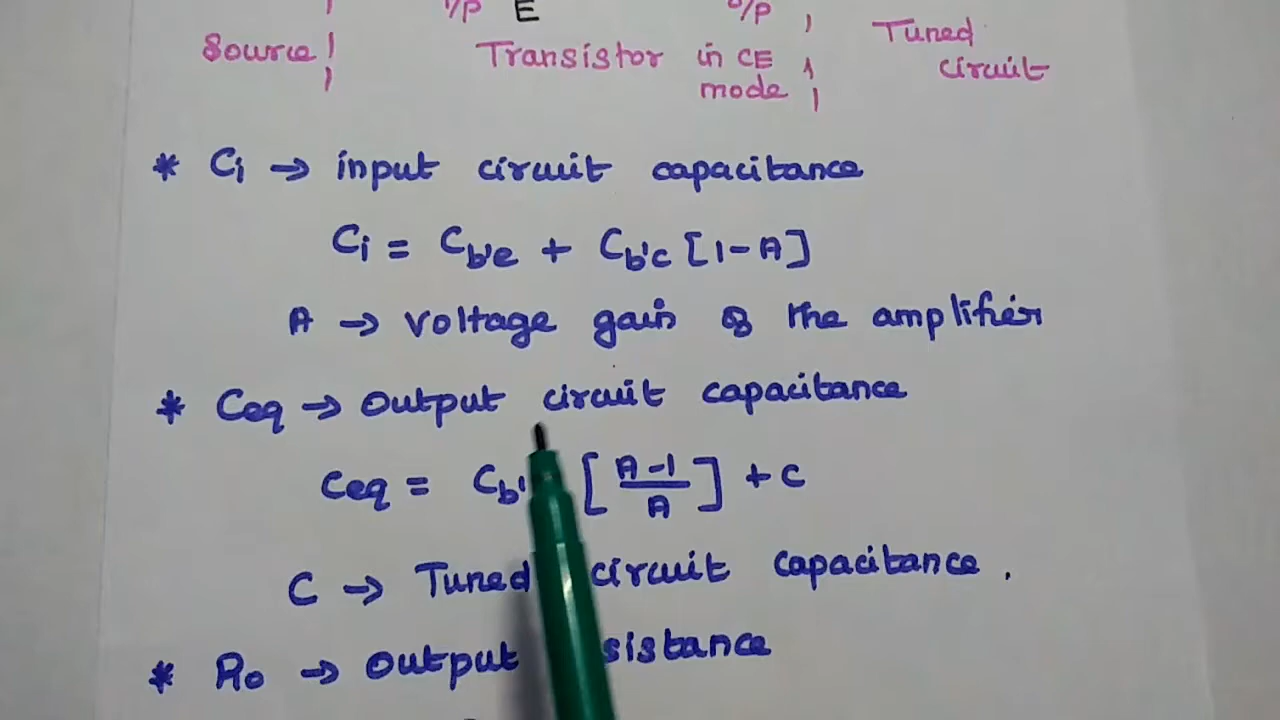 I/P E O/P
Source Transistor in CE mode Tuned circuit
* Ci → input circuit capacitance
Ci = Cb'e + Cb'c [1-A]
A → Voltage gain of the amplifier
* Ceq → Output circuit capacitance
Ceq = Cb' [A-1/A] + C
C → Tuned circuit capacitance.
* Ro → Output